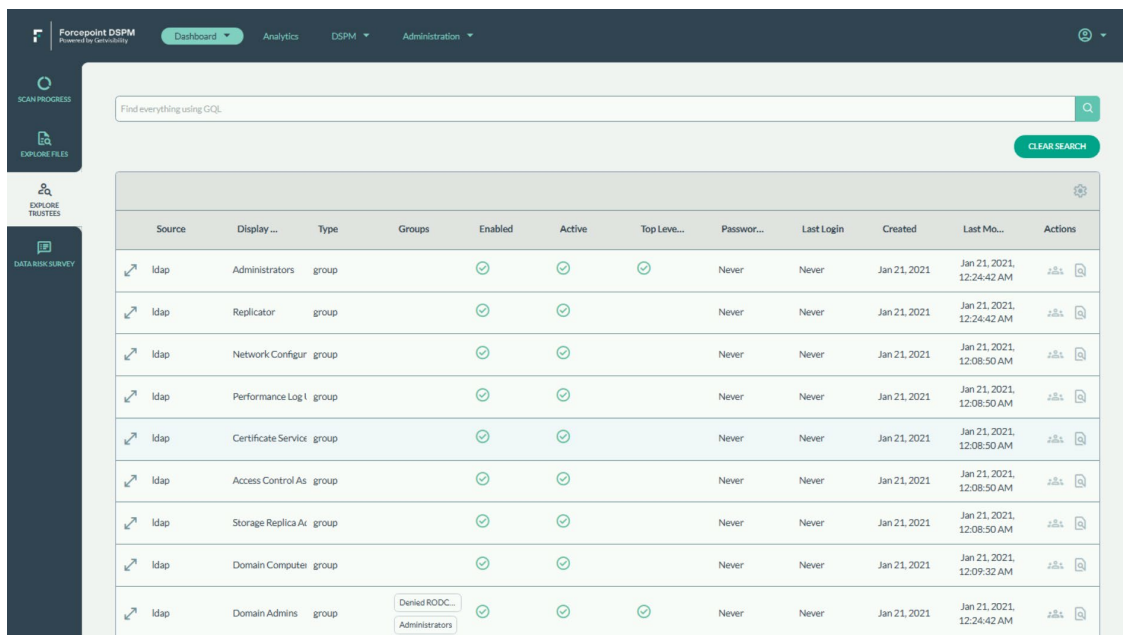 Forcepoint DSPM
Powered by Getvisibility
Dashboard Analytics DSPM Administration
SCAN PROGRESS
EXPLORE FILES
EXPLORE
TRUSTEES
DATA RISK SURVEY
Find everything using GQL
CLEAR SEARCH
Source Display ... Type Groups Enabled Active Top Leve... Passwor... Last Login Created Last Mo... Actions
ldap Administrators group Never Never Jan 21, 2021 Jan 21, 2021, 12:24:42 AM
ldap Replicator group Never Never Jan 21, 2021 Jan 21, 2021, 12:24:42 AM
ldap Network Configur group Never Never Jan 21, 2021 Jan 21, 2021, 12:08:50 AM
ldap Performance Log group Never Never Jan 21, 2021 Jan 21, 2021, 12:08:50 AM
ldap Certificate Service group Never Never Jan 21, 2021 Jan 21, 2021, 12:08:50 AM
ldap Access Control As group Never Never Jan 21, 2021 Jan 21, 2021, 12:08:50 AM
ldap Storage Replica group Never Never Jan 21, 2021 Jan 21, 2021, 12:08:50 AM
ldap Domain Computer group Never Never Jan 21, 2021 Jan 21, 2021, 12:09:32 AM
ldap Domain Admins group Denied RODC... Administrators Never Never Jan 21, 2021 Jan 21, 2021, 12:24:42 AM